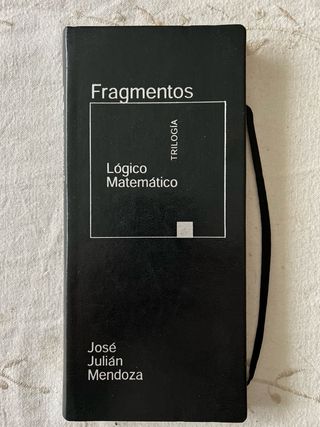 Fragmentos
TRILOGÍA
Lógico
Matemático
José
Julián
Mendoza